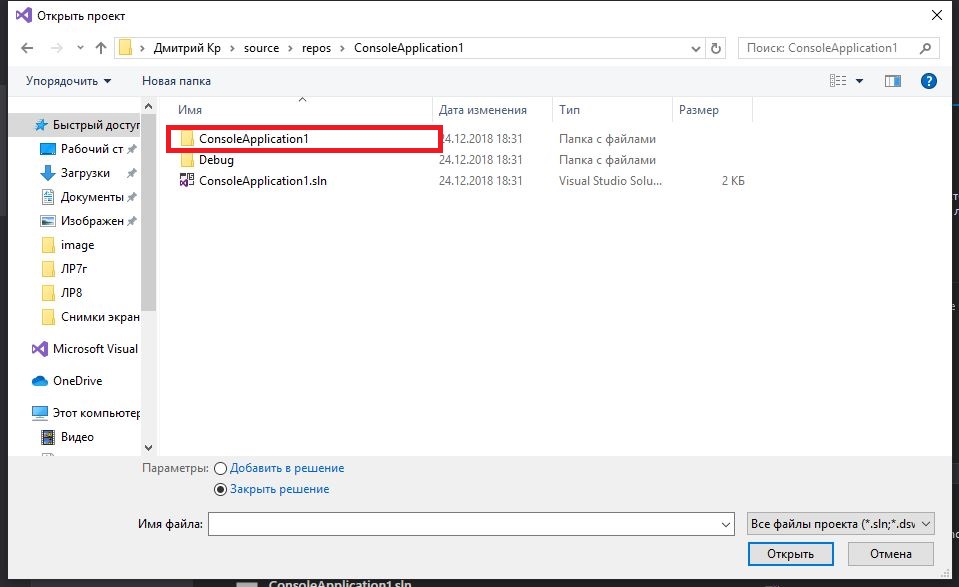 Открыть проект
Дмитрий Кр › source › repos › ConsoleApplication1
Поиск: ConsoleApplication1
Упорядочить Новая папка
Имя Дата изменения Тип Размер
Быстрый доступ
Рабочий ст
Загрузки
Документы
Изображен
image
ЛР7г
ЛР8
Снимки экран
Microsoft Visual
OneDrive
Этот компьютер
Видео
ConsoleApplication1 24.12.2018 18:31 Папка с файлами
Debug 24.12.2018 18:31 Папка с файлами
ConsoleApplication1.sln 24.12.2018 18:31 Visual Studio Solu... 2 КБ
Параметры: Добавить в решение
Закрыть решение
Имя файла: Все файлы проекта (*.sln;*.dsw
Открыть Отмена
ConsoleApplication1.sln